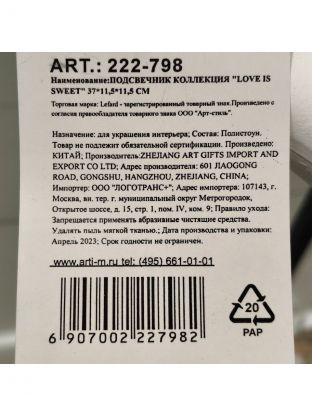 ART.: 222-798
Наименование:ПОДСВЕЧНИК КОЛЛЕКЦИЯ "LOVE IS
SWEET" 37*11,5*11,5 СМ
Торговая марка: Lefard - зарегистрированный товарный знак.Произведено с
согласия правообладателя товарного знака ООО "Арт-стиль".
Назначение: для украшения интерьера; Состав: Полистоун.
Товар не подлежит обязательной сертификации. Произведено:
КИТАЙ; Производитель:ZHEJIANG ART GIFTS IMPORT AND
EXPORT CO LTD; Адрес производителя: 601 JIAOGONG
ROAD, GONGSHU, HANGZHOU, ZHEJIANG, CHINA;
Импортер: ООО "ЛОГОТРАНС+"; Адрес импортера: 107143, г.
Москва, вн. тер. г. муниципальный округ Метрогородок,
Открытое шоссе, д. 15, стр. 1, пом. IV, ком. 9; Правило ухода:
Запрещается применять абразивные чистящие средства.
Удалять пыль мягкой тканью.; Дата производства и упаковки:
Апрель 2023; Срок годности не ограничен.
www.arti-m.ru тел: (495) 661-01-01
6 907002 227982
20
PAP